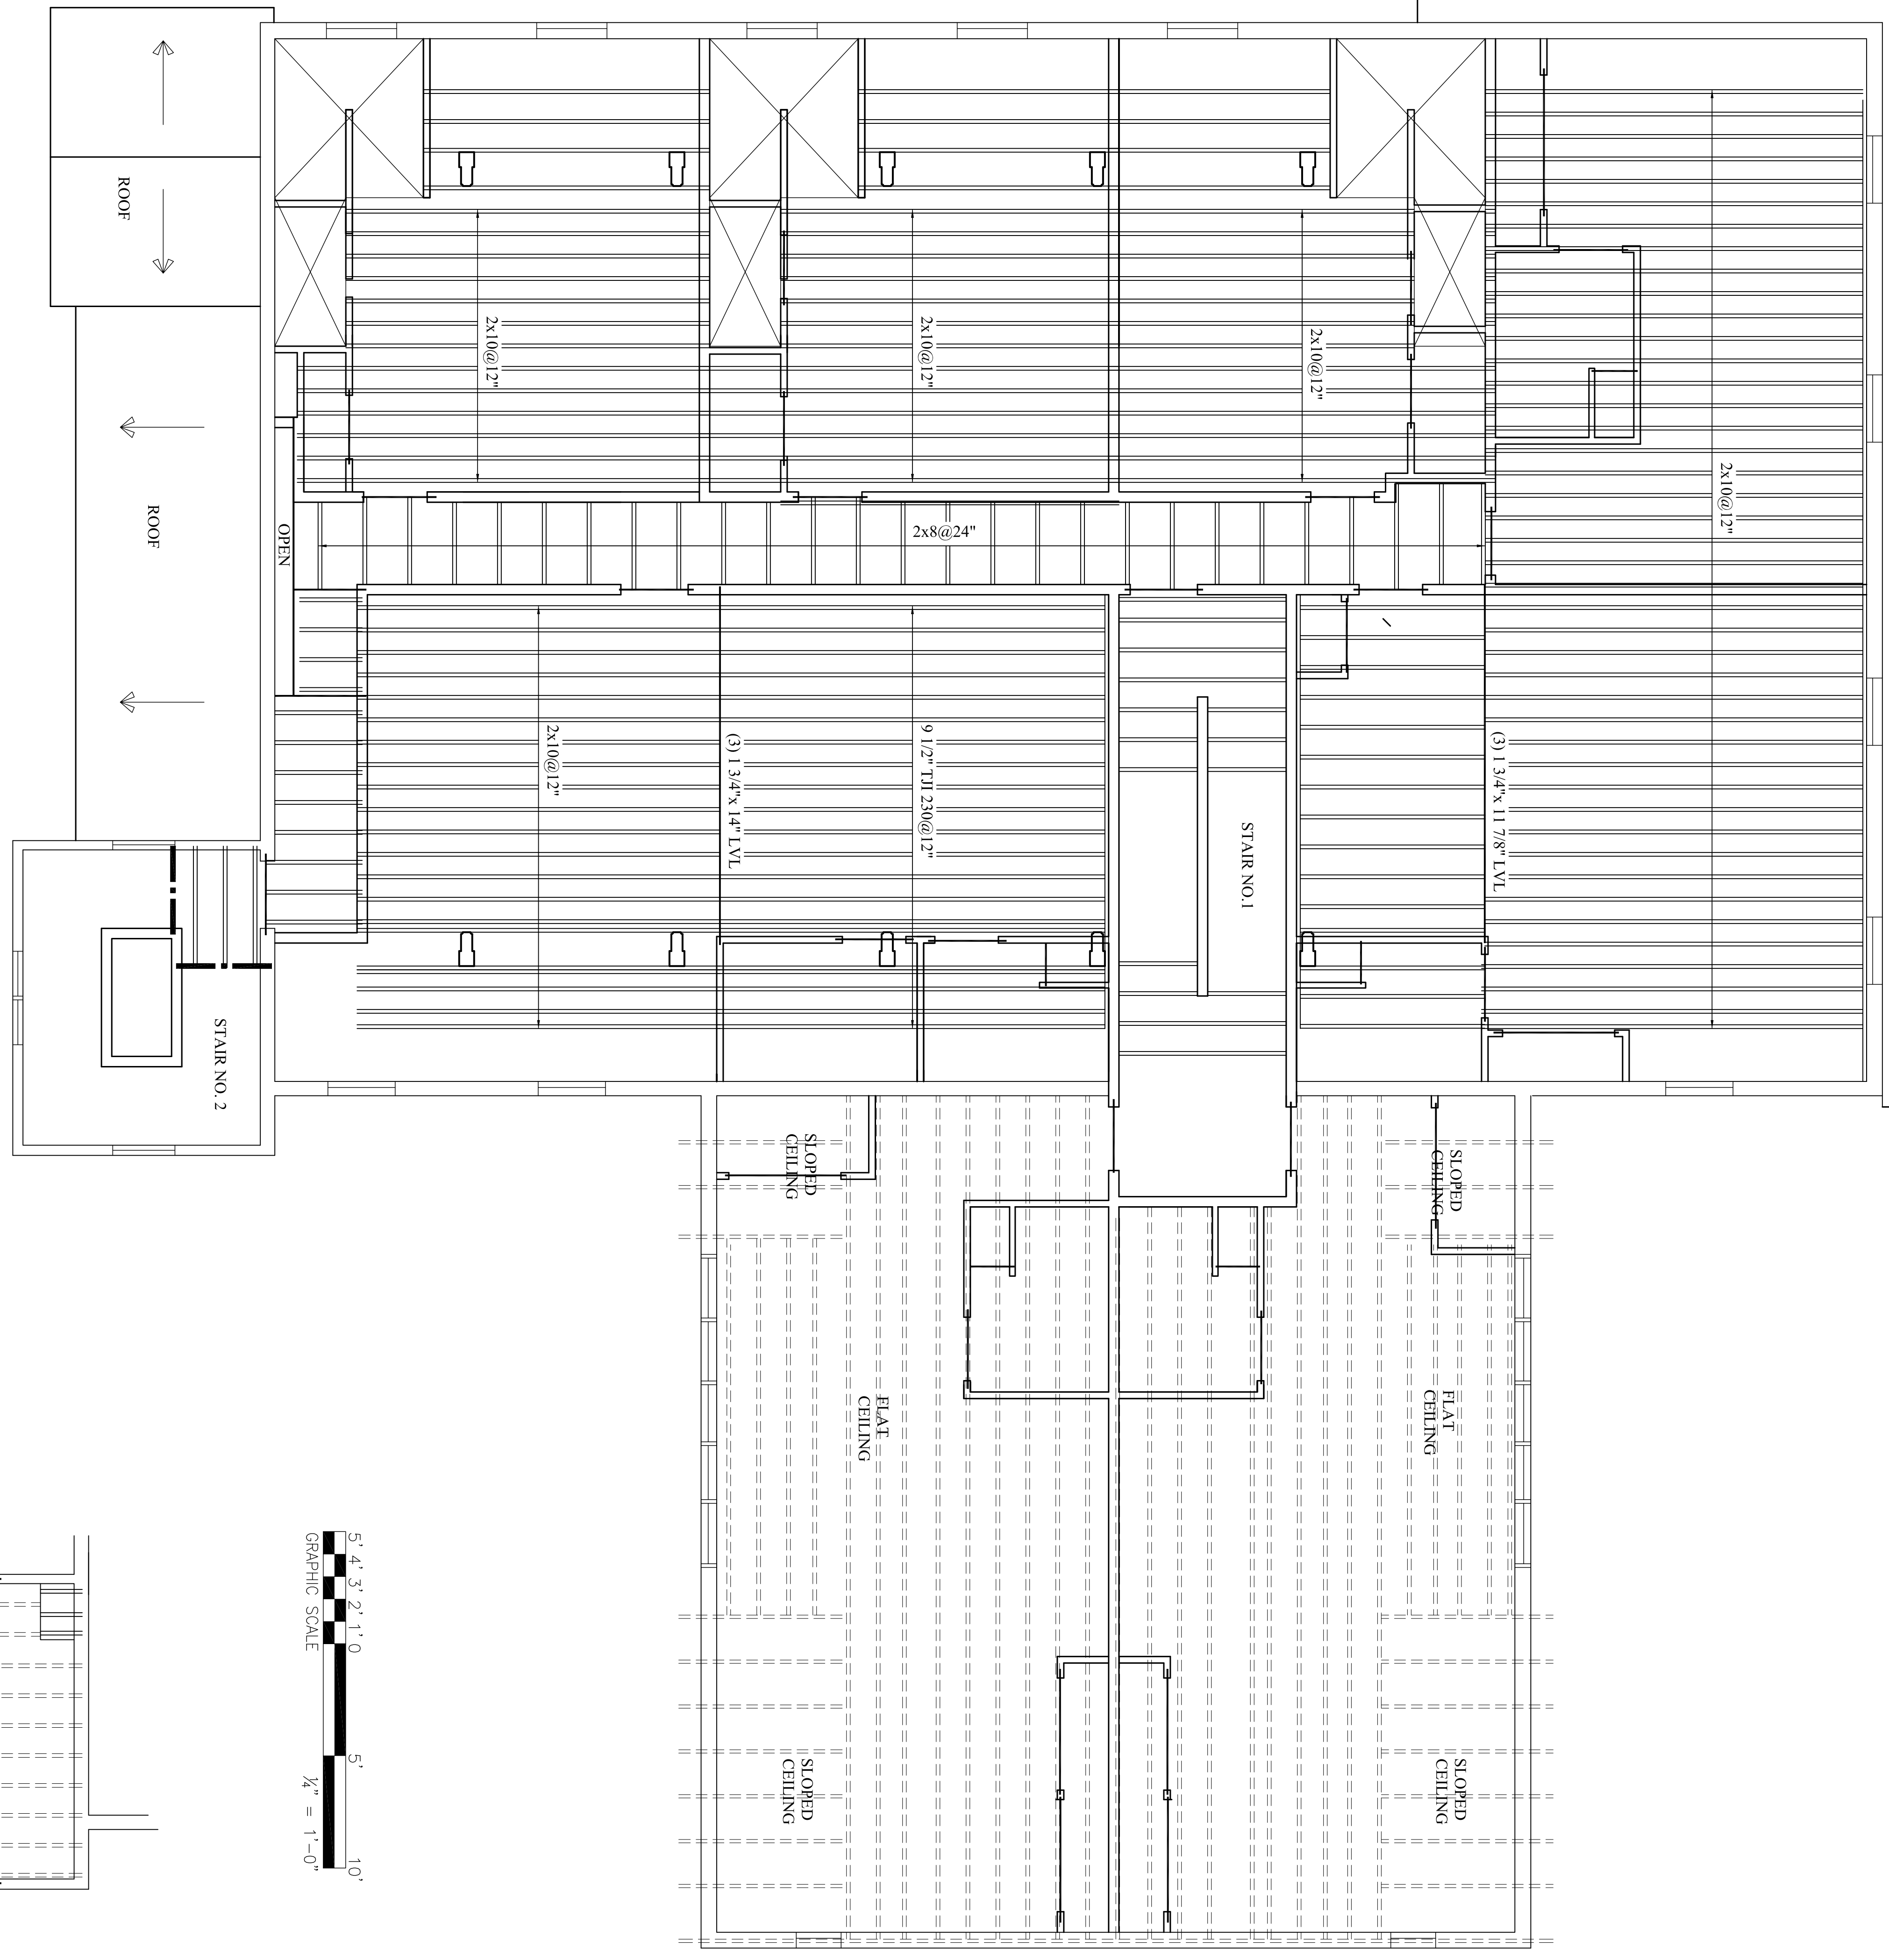 ROOF
ROOF
OPEN
2x10@12"
2x10@12"
2x10@12"
2x10@12"
2x8@24"
2x10@12"
(3) 1 3/4"x 14" LVL
9 1/2" TJI 230@12"
STAIR NO.1
(3) 1 3/4"x 11 7/8" LVL
STAIR NO. 2
SLOPED
CEILING
SLOPED
CEILING
FLAT
CEILING
FLAT
CEILING
SLOPED
CEILING
SLOPED
CEILING
5' 4' 3' 2' 1' 0 5' 10'
GRAPHIC SCALE
¼" = 1'-0"